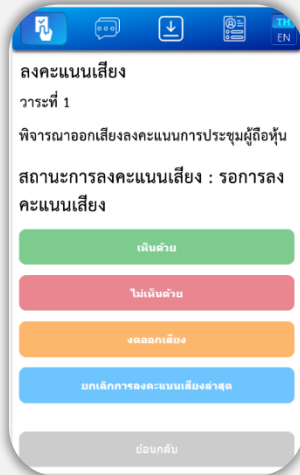 TH
EN
ลงคะแนนเสียง
วาระที่ 1
พิจารณาออกเสียงลงคะแนนการประชุมผู้ถือหุ้น
สถานะการลงคะแนนเสียง : รอการลง
คะแนนเสียง
เห็นด้วย
ไม่เห็นด้วย
งดออกเสียง
ยกเลิกการลงคะแนนเสียงล่าสุด
ย้อนกลับ